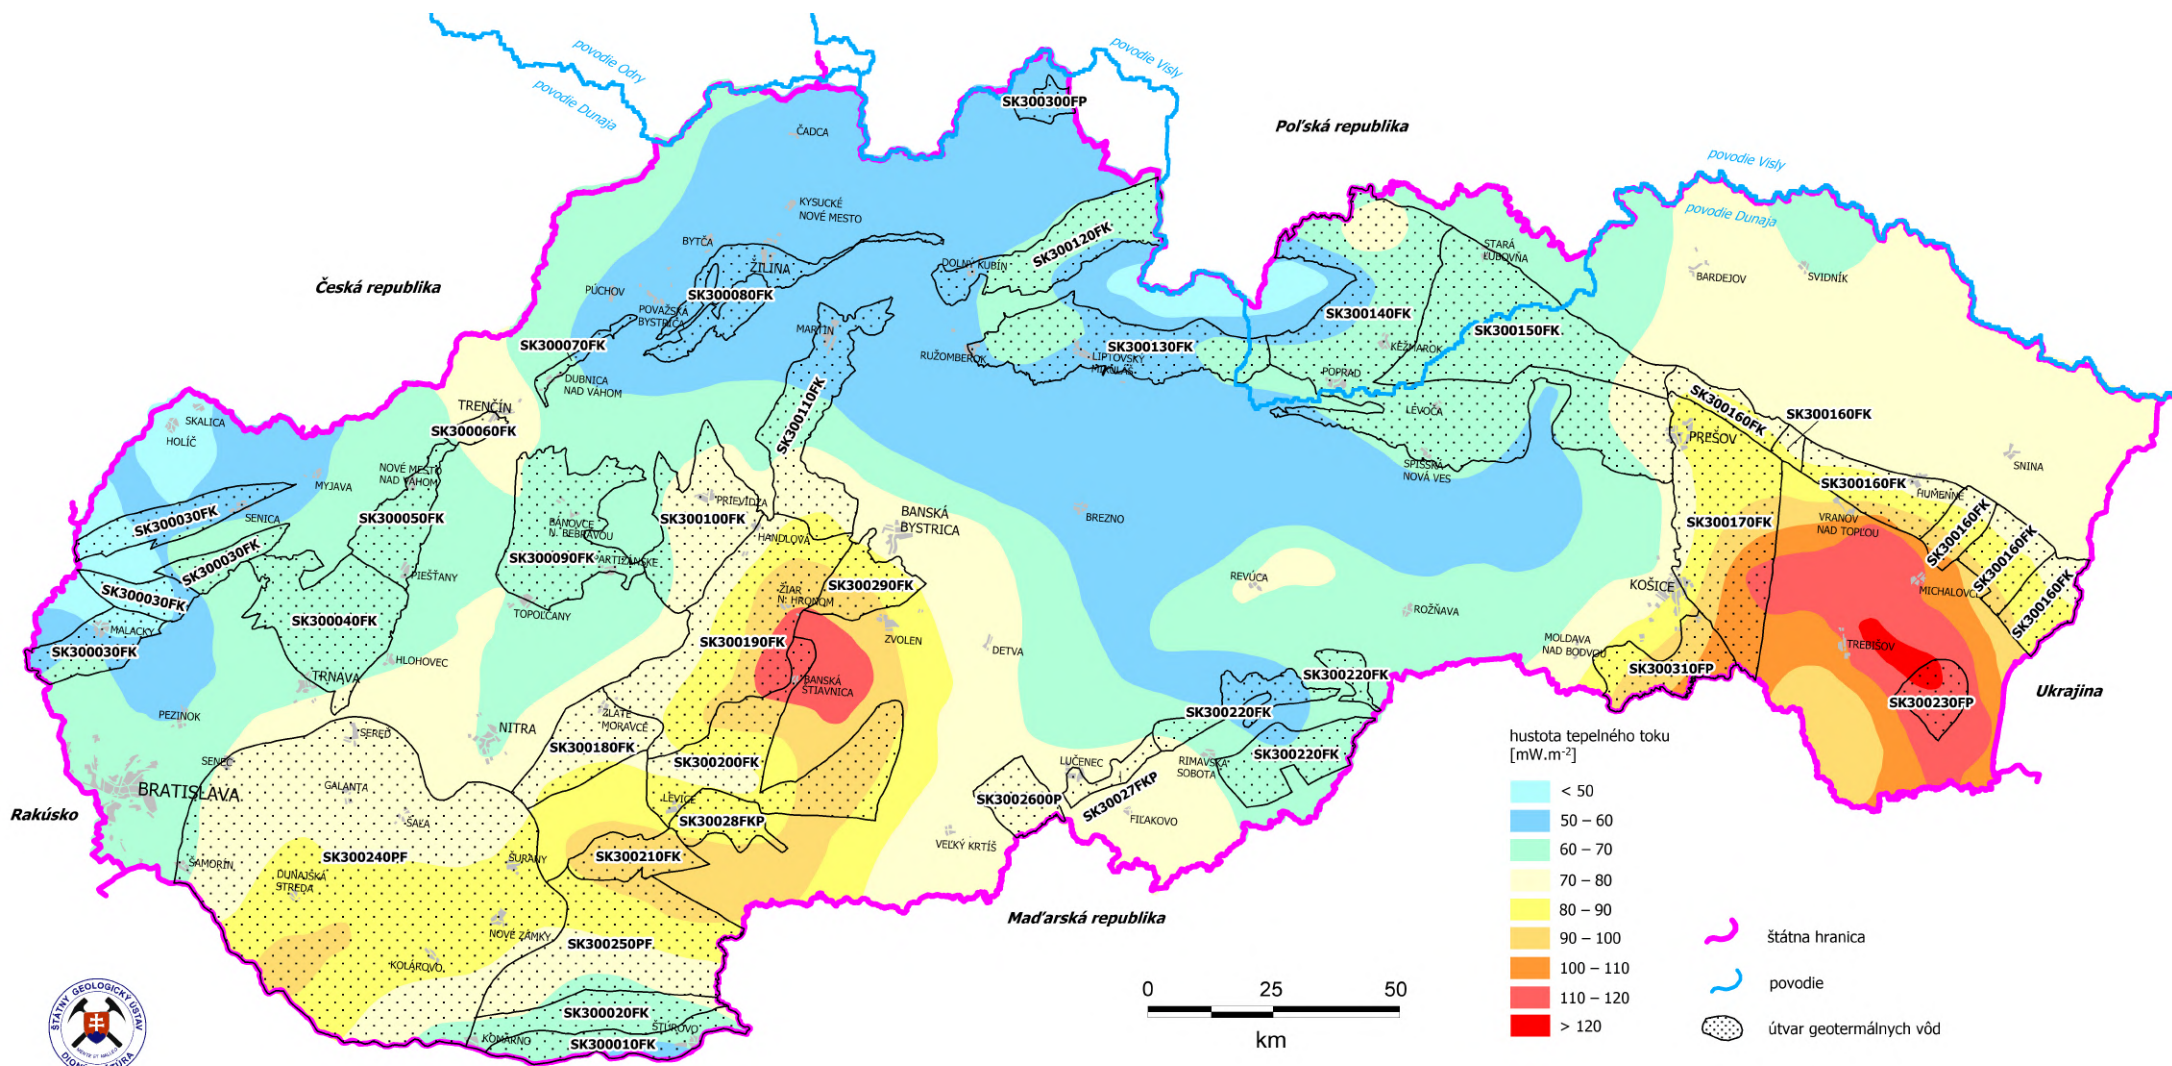 povodie Odry
povodie Dunaja
povodie Visly
SK300300FP
Poľská republika
ČADCA
povodie Visly
povodie Dunaja
KYSUCKÉ
NOVÉ MESTO
BYTČA
ŽILINA
DOLNÝ KUBÍN
SK300120FK
STARÁ
ĽUBOVŇA
BARDEJOV
SVIDNÍK
Česká republika
PÚCHOV
SK300080FK
POVAŽSKÁ
BYSTRICA
MARTIN
SK300140FK
SK300150FK
SK300070FK
RUŽOMBEROK
SK300130FK
LIPTOVSKÝ
MIKULÁŠ
KEŽMAROK
POPRAD
DUBNICA
NAD VÁHOM
SK300110FK
TRENČÍN
SK300060FK
LEVOČA
SK300160FK
SK300160FK
SKALICA
HOLÍČ
PREŠOV
SNINA
NOVÉ MESTO
NAD VÁHOM
MYJAVA
SPIŠSKÁ
NOVÁ VES
SK300160FK
HUMENNÉ
PRIEVIDZA
SK300100FK
BANSKÁ
BYSTRICA
BREZNO
SK300030FK
SENICA
SK300050FK
BÁNOVCE
N. BEBRAVOU
SK300090FK
PARTIZÁNSKE
HANDLOVÁ
SK300170FK
VRANOV
NAD TOPĽOU
SK300160FK
SK300160FK
SK300160FK
SK300030FK
PIEŠŤANY
SK300290FK
REVÚCA
KOŠICE
MICHALOVCE
SK300030FK
TOPOĽČANY
ŽIAR
N. HRONOM
ROŽŇAVA
MALACKY
SK300040FK
SK300190FK
ZVOLEN
DETVA
MOLDAVA
NAD BODVOU
TREBIŠOV
SK300030FK
HLOHOVEC
TRNAVA
BANSKÁ
ŠTIAVNICA
SK300220FK
SK300310FP
Ukrajina
SK300230FP
PEZINOK
NITRA
ZLATÉ
MORAVCE
SK300220FK
SEREĎ
SK300180FK
SK300200FK
SK300220FK
SENEC
GALANTA
LUČENEC
RIMAVSKÁ
SOBOTA
BRATISLAVA
LEVICE
SK3002600P
SK30027FKP
Rakúsko
ŠAĽA
SK30028FKP
FIĽAKOVO
VEĽKÝ KRTÍŠ
ŠAMORÍN
SK300240PF
ŠURANY
SK300210FK
DUNAJSKÁ
STREDA
Maďarská republika
NOVÉ ZÁMKY
SK300250PF
KOLÁROVO
SK300020FK
ŠTÚROVO
KOMÁRNO
SK300010FK
hustota tepelného toku
[mW.m-2]
< 50
50 – 60
60 – 70
70 – 80
80 – 90
90 – 100
100 – 110
110 – 120
> 120
štátna hranica
povodie
útvar geotermálnych vôd
0 25 50
km
ŠTÁTNY GEOLOGICKÝ ÚSTAV